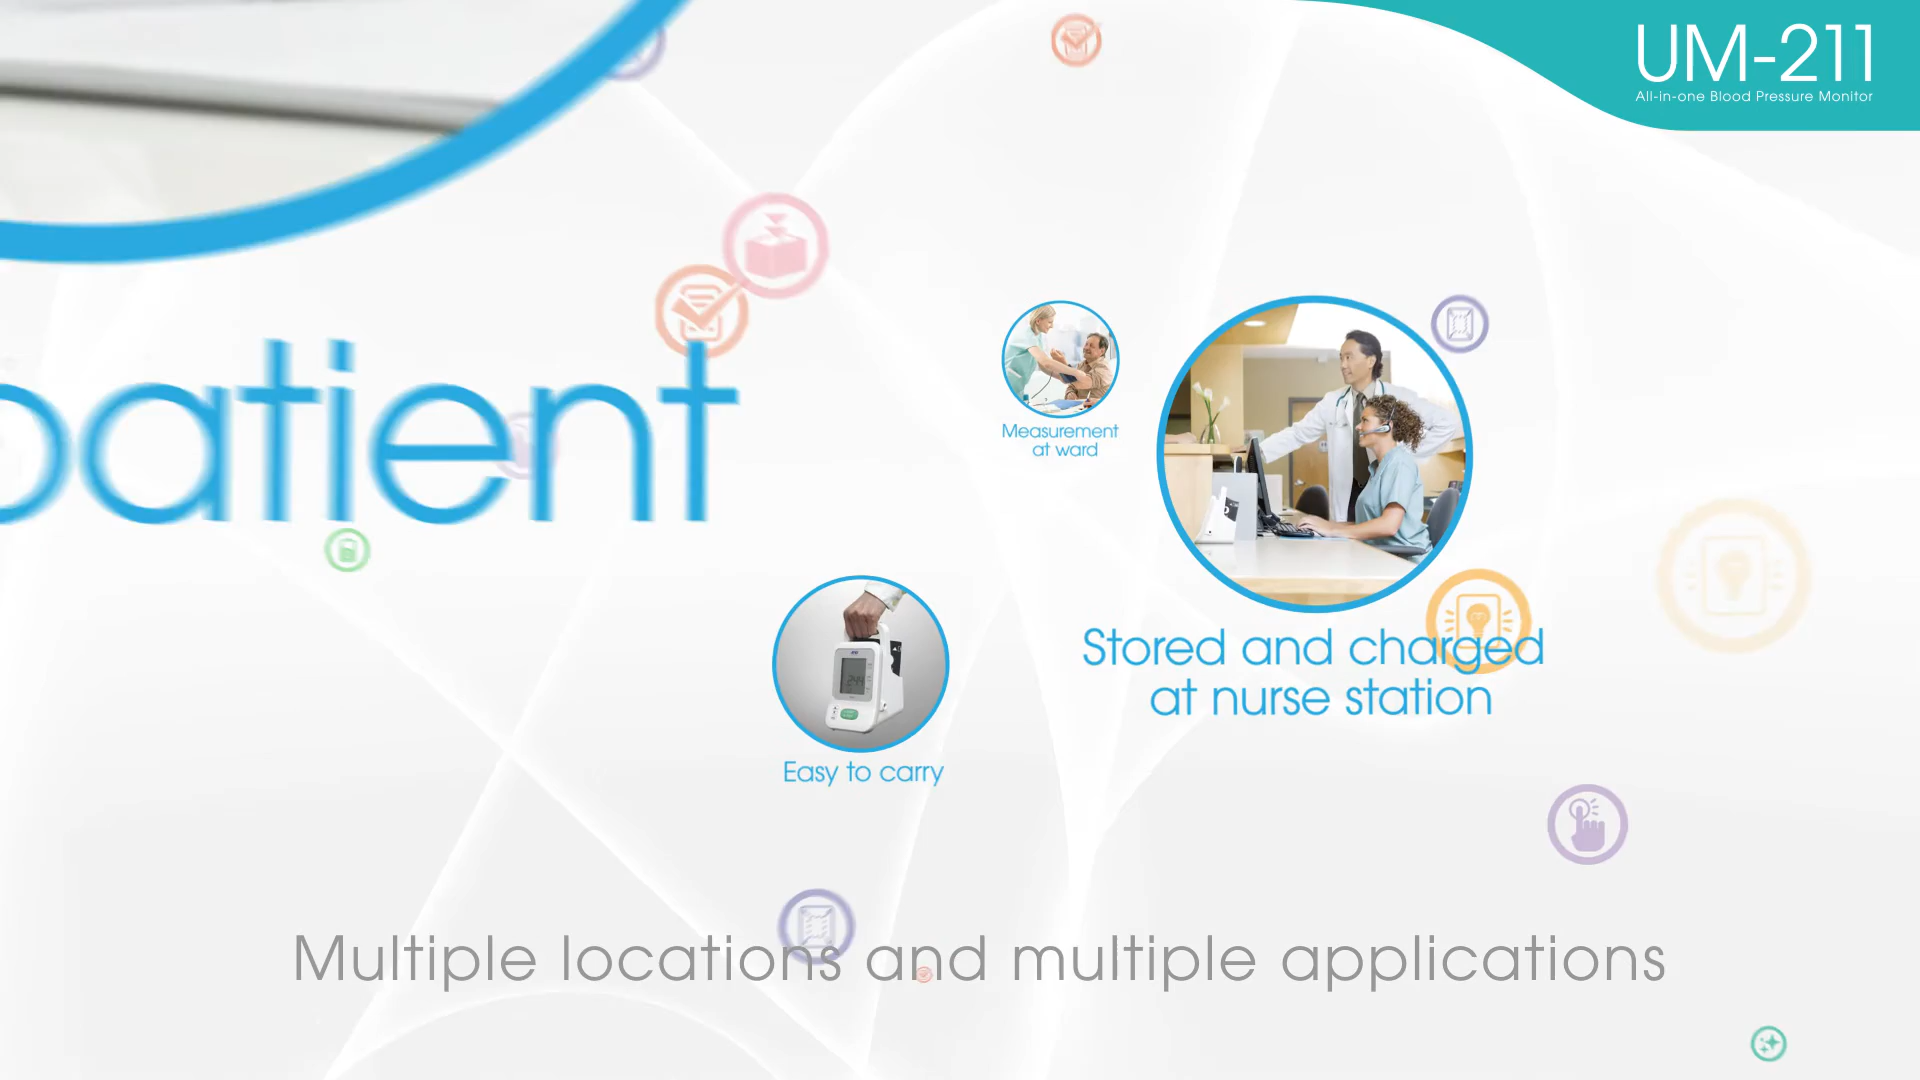 UM-211
All-in-one Blood Pressure Monitor
patient
Measurement
at ward
Stored and charged
at nurse station
Easy to carry
Multiple locations and multiple applications